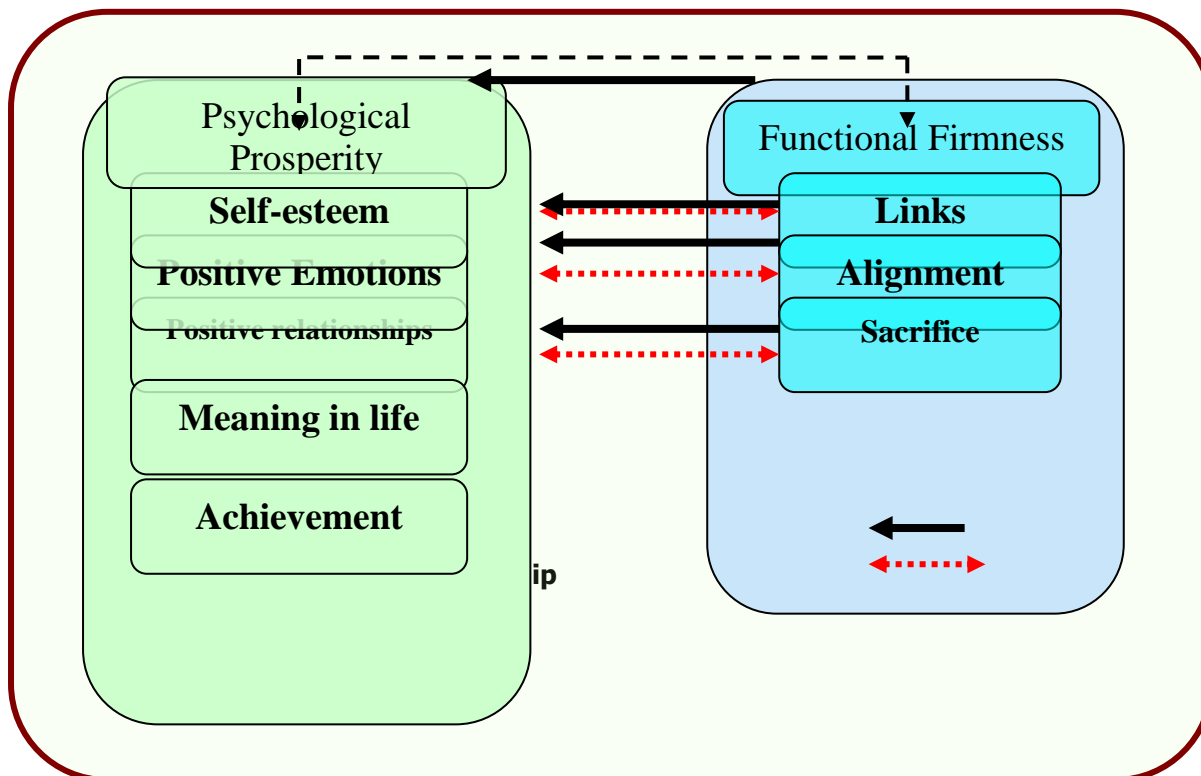 Psychological
Prosperity
Self-esteem
Positive Emotions
Positive relationships
Meaning in life
Achievement
ip
Functional Firmness
Links
Alignment
Sacrifice